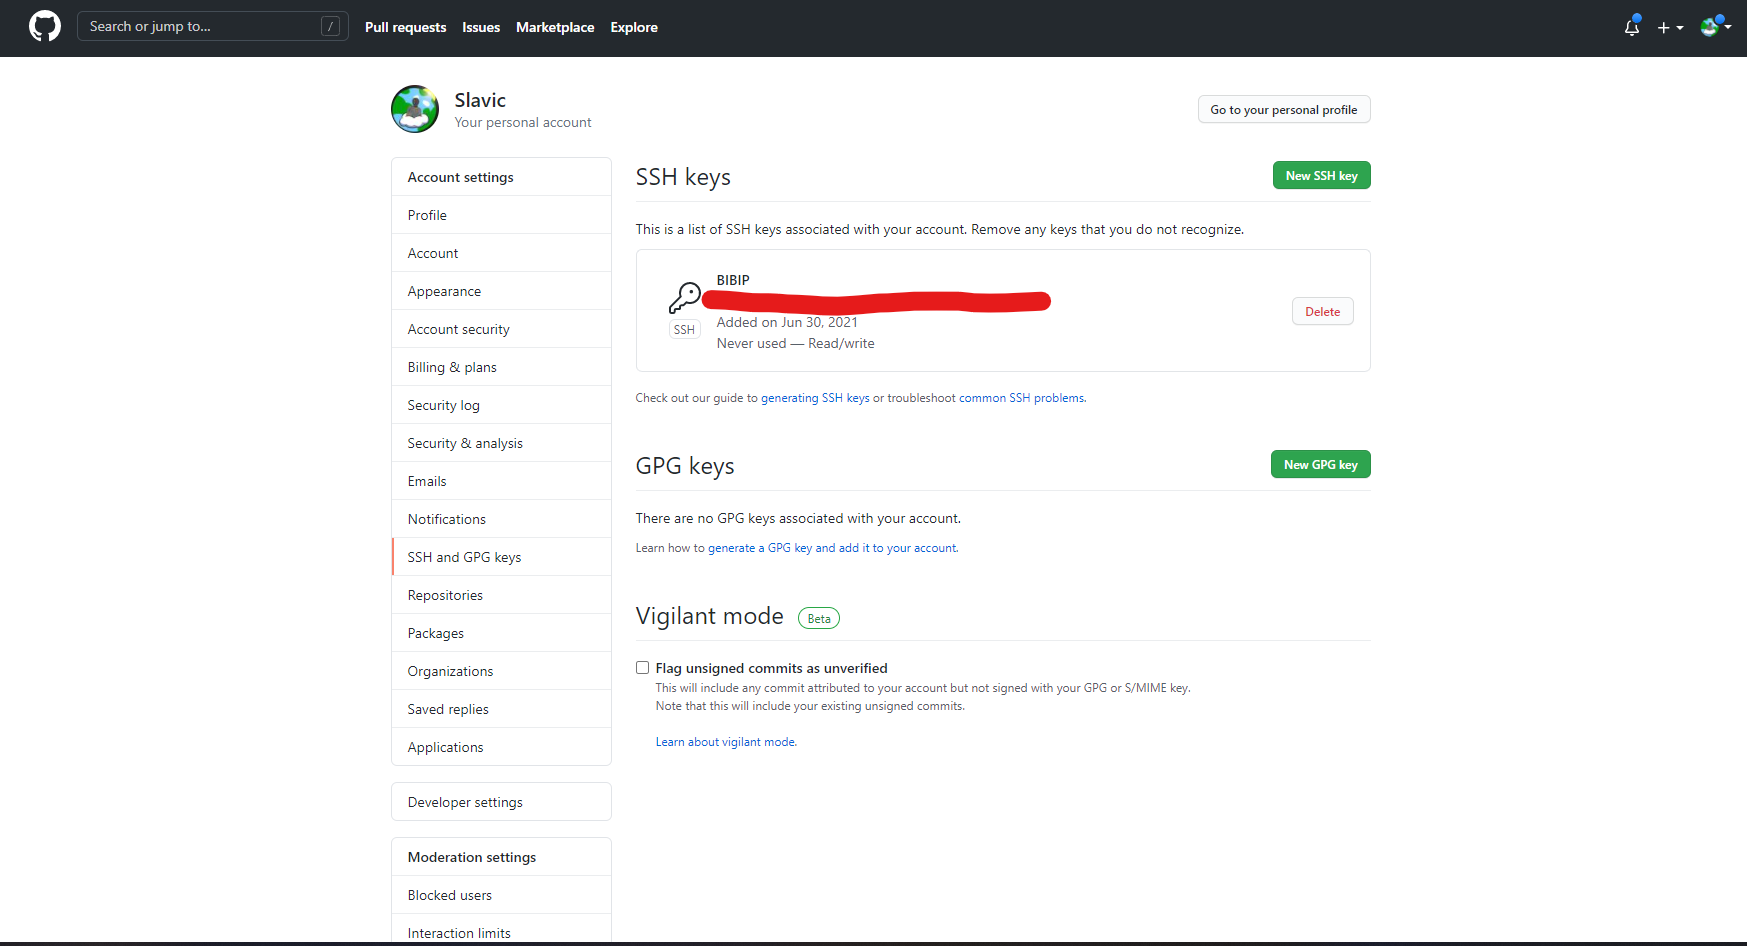 Search or jump to... /
Pull requests Issues Marketplace Explore
Slavic
Your personal account
Go to your personal profile
Account settings
Profile
Account
Appearance
Account security
Billing & plans
Security log
Security & analysis
Emails
Notifications
SSH and GPG keys
Repositories
Packages
Organizations
Saved replies
Applications
Developer settings
Moderation settings
Blocked users
Interaction limits
SSH keys
New SSH key
This is a list of SSH keys associated with your account. Remove any keys that you do not recognize.
BIBIP
SSH
Added on Jun 30, 2021
Never used — Read/write
Delete
Check out our guide to generating SSH keys or troubleshoot common SSH problems.
GPG keys
New GPG key
There are no GPG keys associated with your account.
Learn how to generate a GPG key and add it to your account.
Vigilant mode Beta
Flag unsigned commits as unverified
This will include any commit attributed to your account but not signed with your GPG or S/MIME key.
Note that this will include your existing unsigned commits.
Learn about vigilant mode.